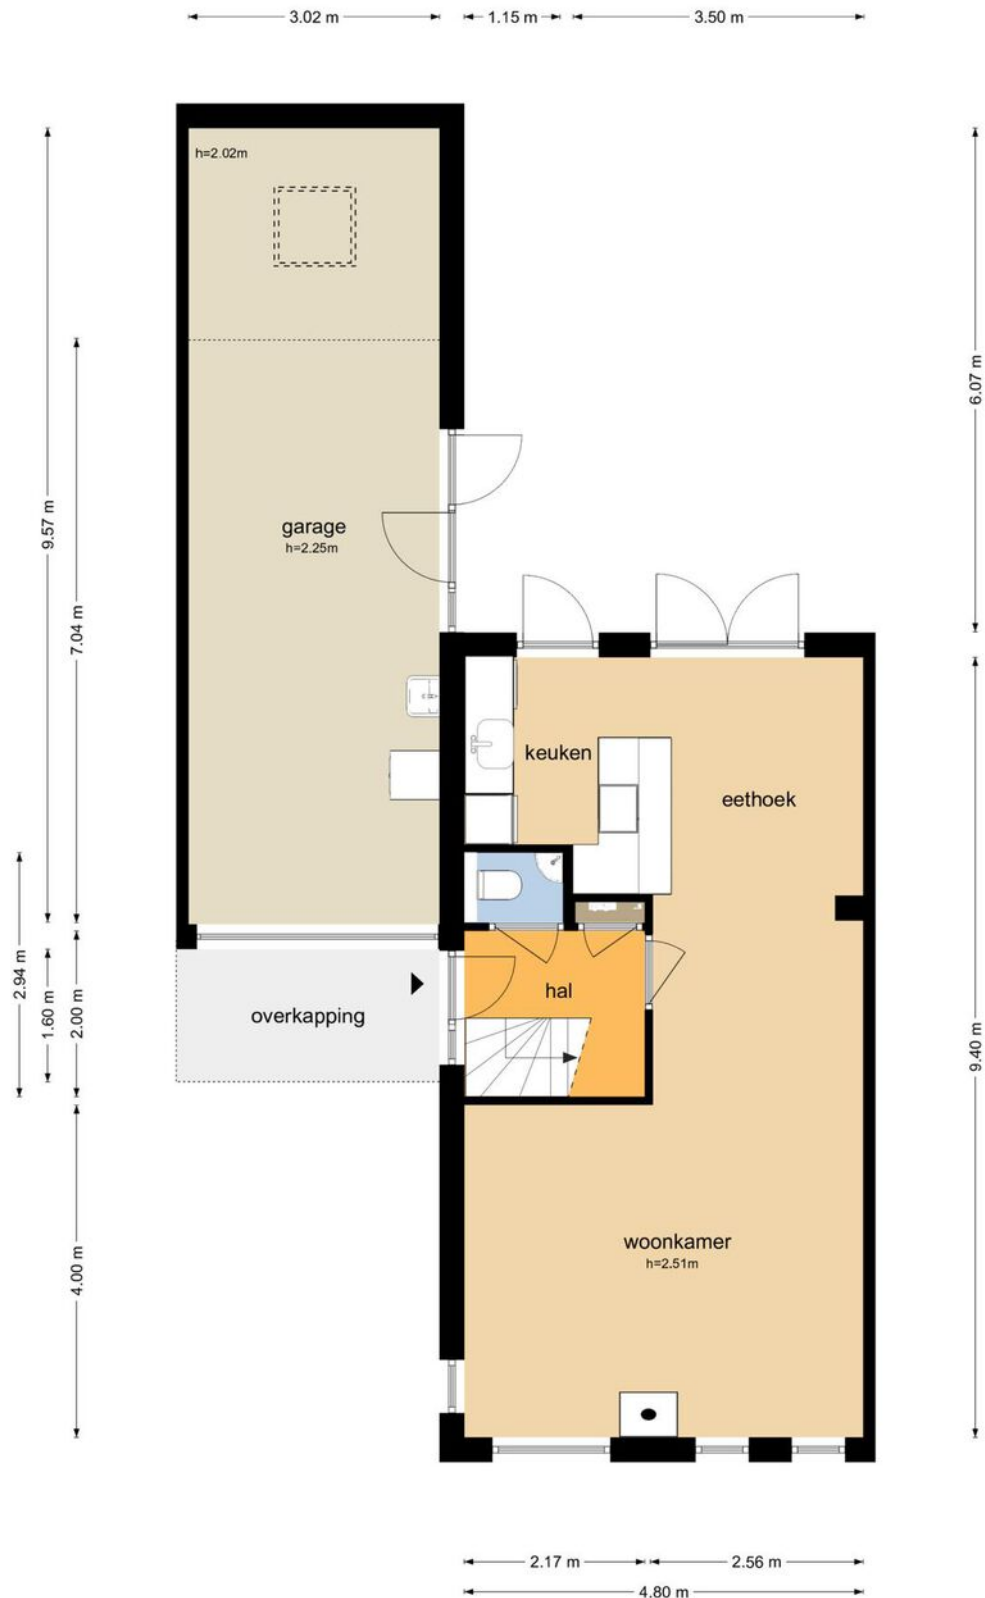 3.02 m
1.15 m
3.50 m
h=2.02m
6.07 m
9.57 m
garage
h=2.25m
7.04 m
keuken
eethoek
2.94 m
1.60 m
2.00 m
hal
overkapping
9.40 m
4.00 m
woonkamer
h=2.51m
2.17 m
2.56 m
4.80 m